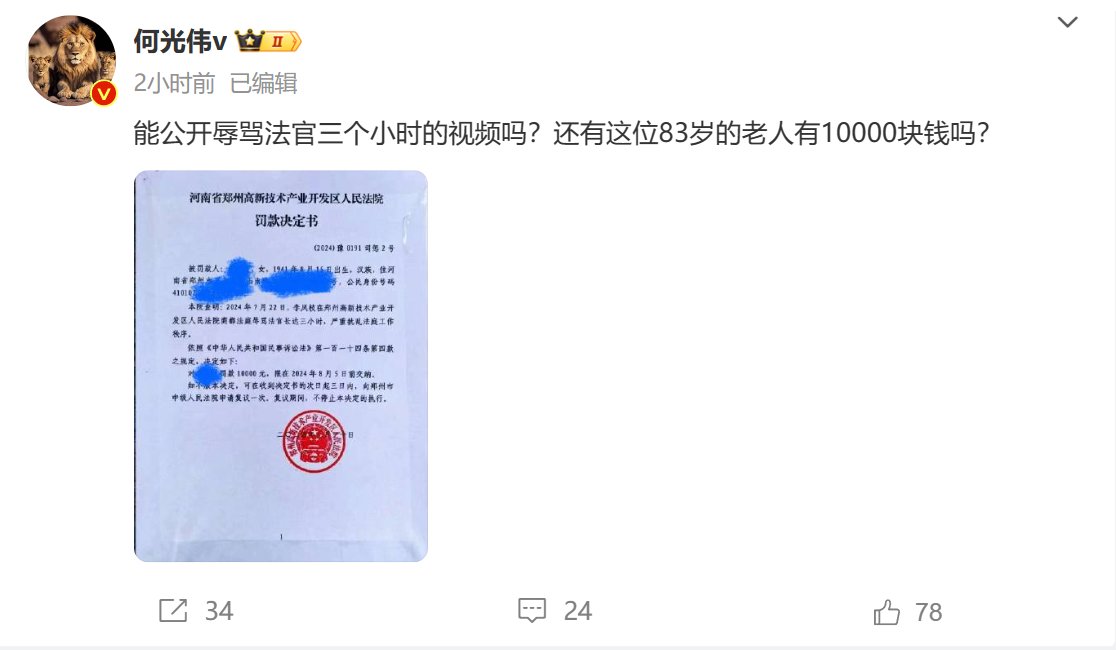 何光伟v
II
2小时前 已编辑
能公开辱骂法官三个小时的视频吗？还有这位83岁的老人有10000块钱吗？
河南省郑州高新技术产业开发区人民法院
罚款决定书
(2024)豫0191司惩2号
被罚款人： 女，1941年8月16日出生，汉族，住河
南省郑州 号，公民身份号码
41010
本院查明：2024年7月22日，李凤枝在郑州高新技术产业开
发区人民法院南都法庭辱骂法官长达三小时，严重扰乱法庭工作
秩序。
依照《中华人民共和国民事诉讼法》第一百一十四条第四款
之规定，决定如下：
对 罚款10000元，限在2024年8月5日前交纳。
如不服本决定，可在收到决定书的次日起三日内，向郑州市
中级人民法院申请复议一次。复议期间，不停止本决定的执行。
二 日
1
34
24
78